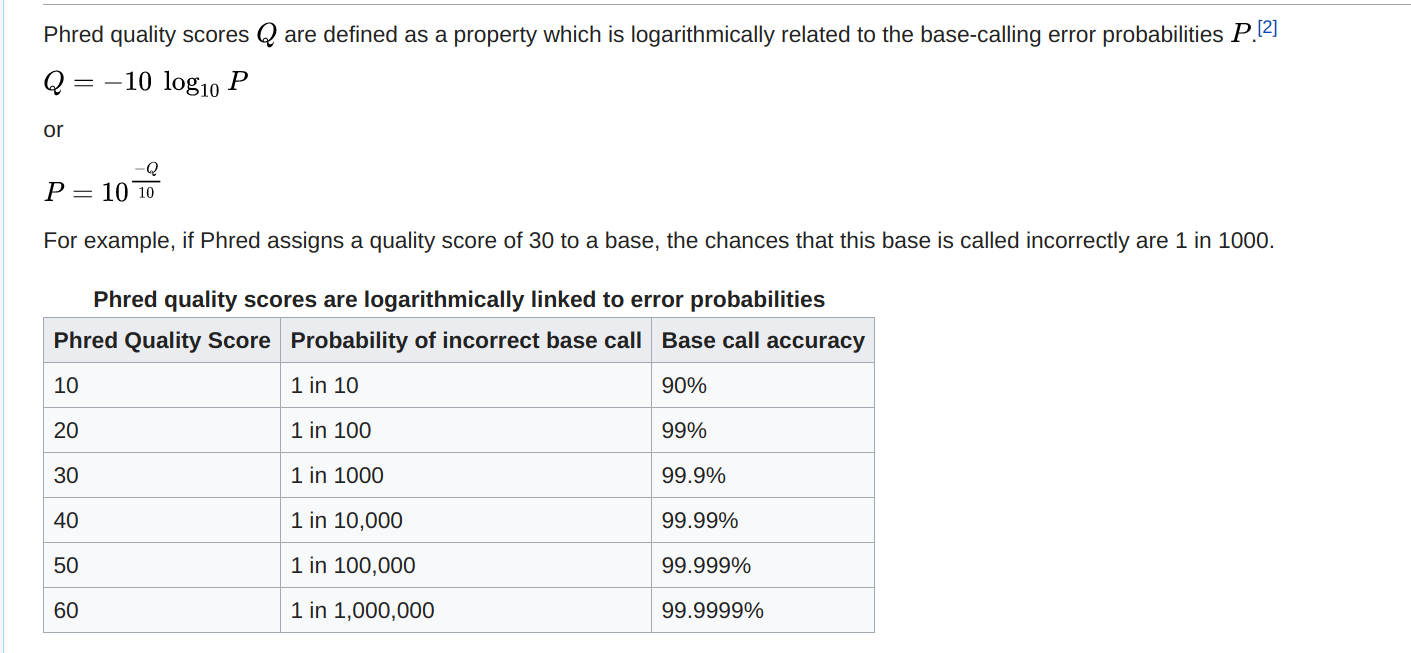 Phred quality scores Q are defined as a property which is logarithmically related to the base-calling error probabilities P.[2]
Q = −10 log₁₀ P
or
P = 10^(−Q/10)
For example, if Phred assigns a quality score of 30 to a base, the chances that this base is called incorrectly are 1 in 1000.
Phred quality scores are logarithmically linked to error probabilities
Phred Quality Score Probability of incorrect base call Base call accuracy
10 1 in 10 90%
20 1 in 100 99%
30 1 in 1000 99.9%
40 1 in 10,000 99.99%
50 1 in 100,000 99.999%
60 1 in 1,000,000 99.9999%